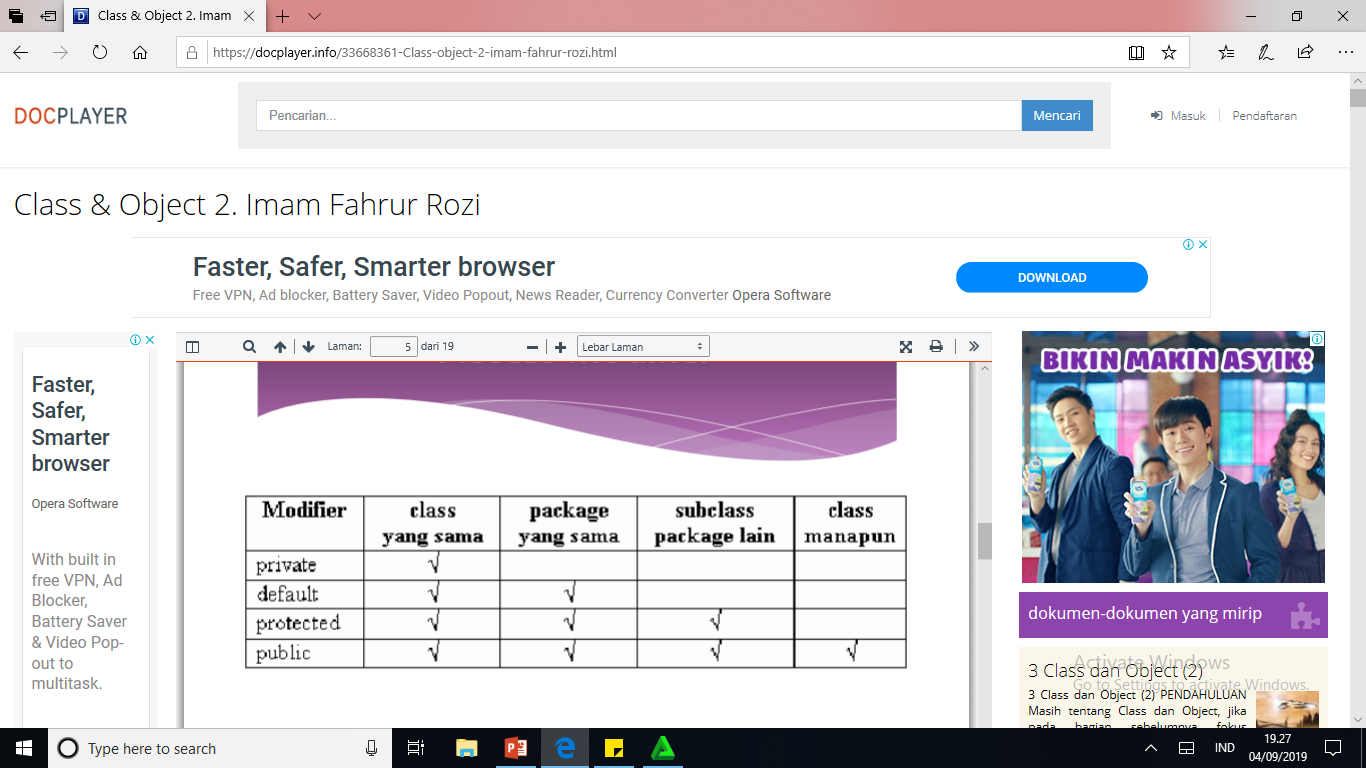 Class & Object 2. Imam
https://docplayer.info/33668361-Class-object-2-imam-fahrur-rozi.html
DOCPLAYER
Pencarian...
Mencari
Masuk
Pendaftaran
Class & Object 2. Imam Fahrur Rozi
Faster, Safer, Smarter browser
Free VPN, Ad blocker, Battery Saver, Video Popout, News Reader, Currency Converter Opera Software
DOWNLOAD
Faster,
Safer,
Smarter
browser
Opera Software
With built in
free VPN, Ad
Blocker,
Battery Saver
& Video Pop-
out to
multitask.
Laman: 5 dari 19
Lebar Laman
Modifier class yang sama package yang sama subclass package lain class manapun
private √
default √ √
protected √ √ √
public √ √ √ √
BIKIN MAKIN ASYIK!
dokumen-dokumen yang mirip
3 Class dan Object (2)
3 Class dan Object (2) PENDAHULUAN
Masih tentang Class dan Object, jika
pada bagian sebelumnya fokus
Activate Windows
Go to Settings to activate Windows.
Type here to search
IND
19.27
04/09/2019